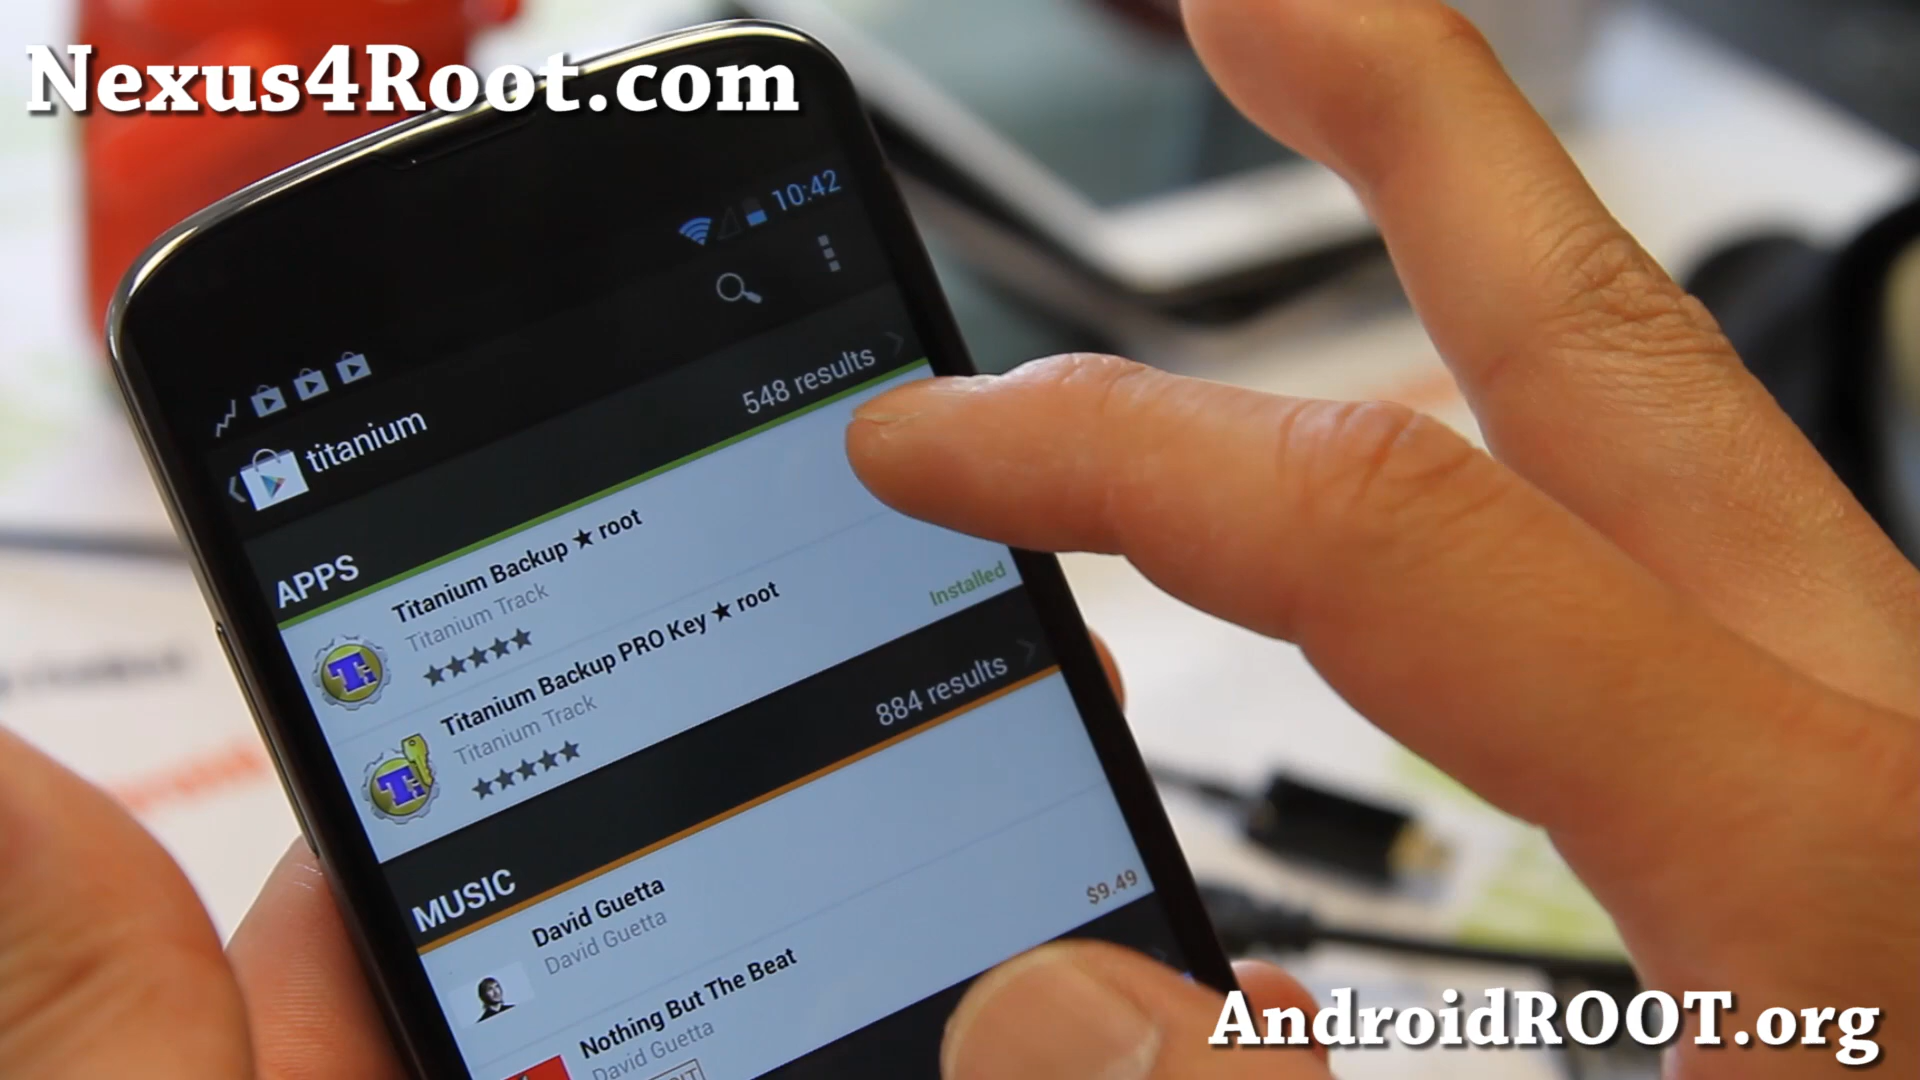 Nexus4Root.com
10:42
titanium
APPS
548 results
Titanium Backup ★ root
Titanium Track
Titanium Backup PRO Key ★ root
Titanium Track
Installed
MUSIC
884 results
David Guetta
David Guetta
$9.49
Nothing But The Beat
David Guetta
AndroidROOT.org